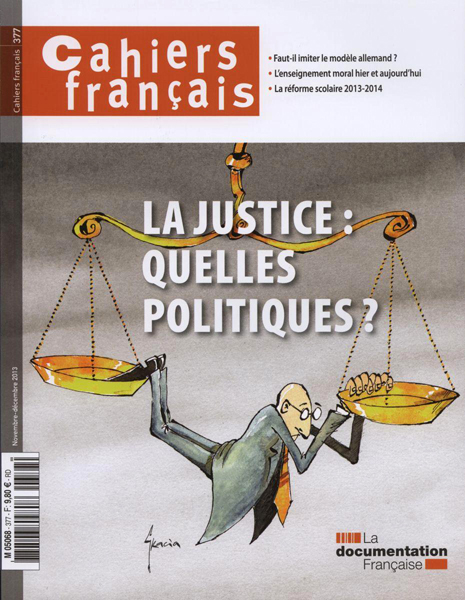 Cahiers français 377
Cahiers
français
• Faut-il imiter le modèle allemand ?
• L'enseignement moral hier et aujourd'hui
• La réforme scolaire 2013-2014
LA JUSTICE :
QUELLES
POLITIQUES ?
Novembre-décembre 2013
M 05068 - 377 - F: 9,80 € - RD
La
documentation
Française